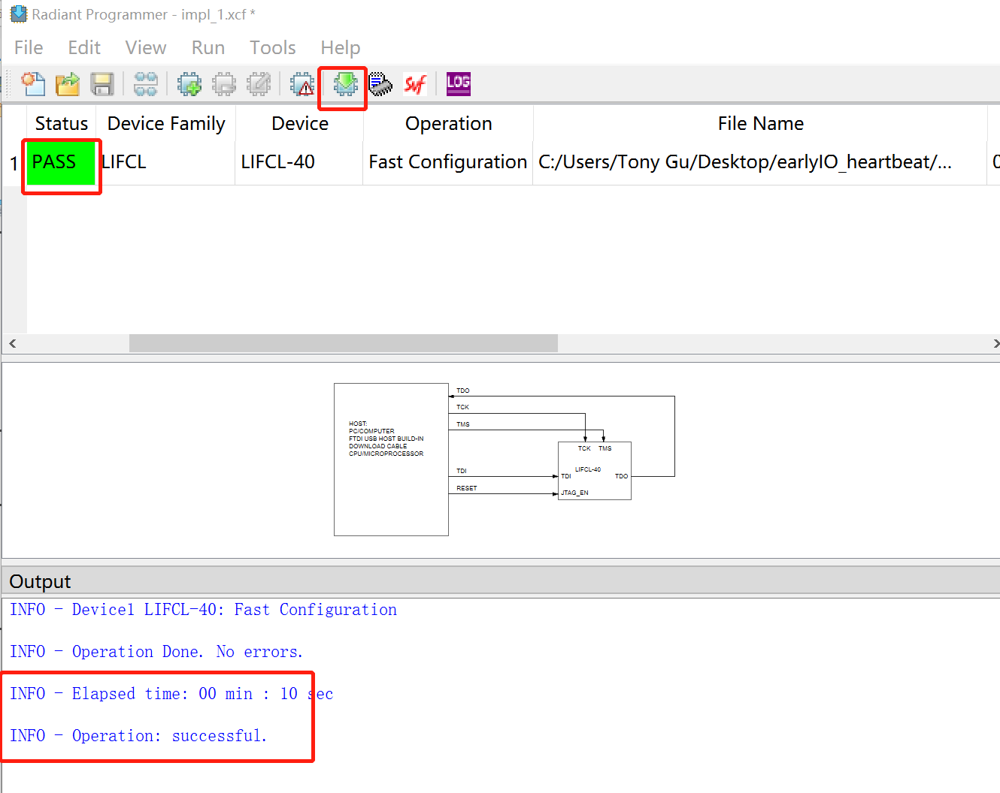 Radiant Programmer - impl_1.xcf *
File Edit View Run Tools Help
Svf LOG
Status Device Family Device Operation File Name
1 PASS LIFCL LIFCL-40 Fast Configuration C:/Users/Tony Gu/Desktop/earlyIO_heartbeat/...
TDO
TCK
TMS
HOST:
PC/COMPUTER
FTDI USB HOST BUILD-IN
DOWNLOAD CABLE
CPU/MICROPROCESSOR
TCK TMS
LIFCL-40
TDI
TDI TDO
RESET
JTAG_EN
Output
INFO - Device1 LIFCL-40: Fast Configuration
INFO - Operation Done. No errors.
INFO - Elapsed time: 00 min : 10 sec
INFO - Operation: successful.